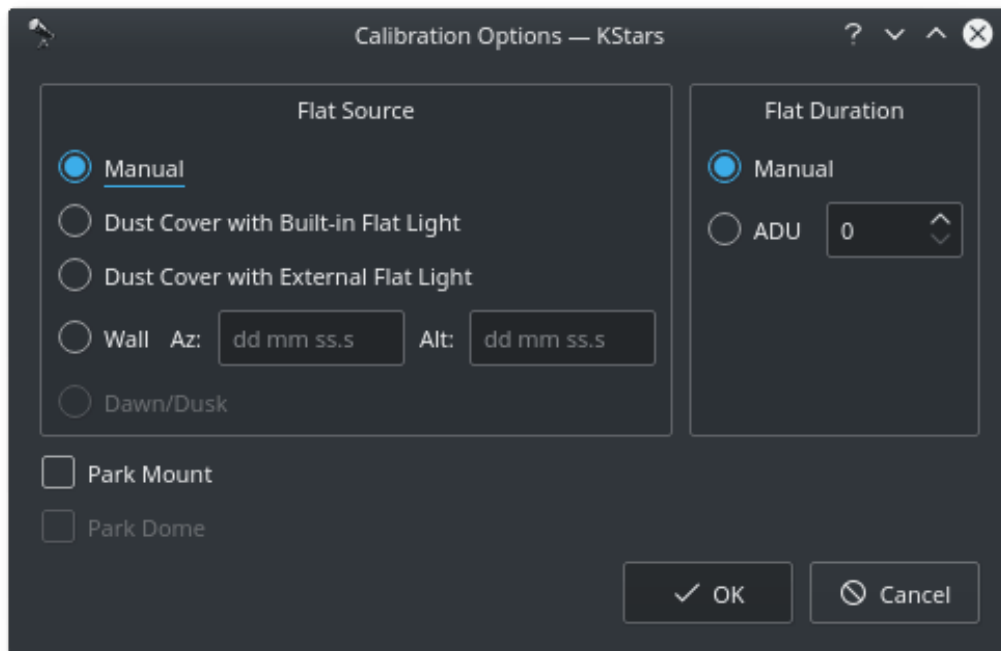 Calibration Options — KStars
Flat Source
Manual
Dust Cover with Built-in Flat Light
Dust Cover with External Flat Light
Wall Az: dd mm ss.s Alt: dd mm ss.s
Dawn/Dusk
Flat Duration
Manual
ADU 0
Park Mount
Park Dome
OK Cancel